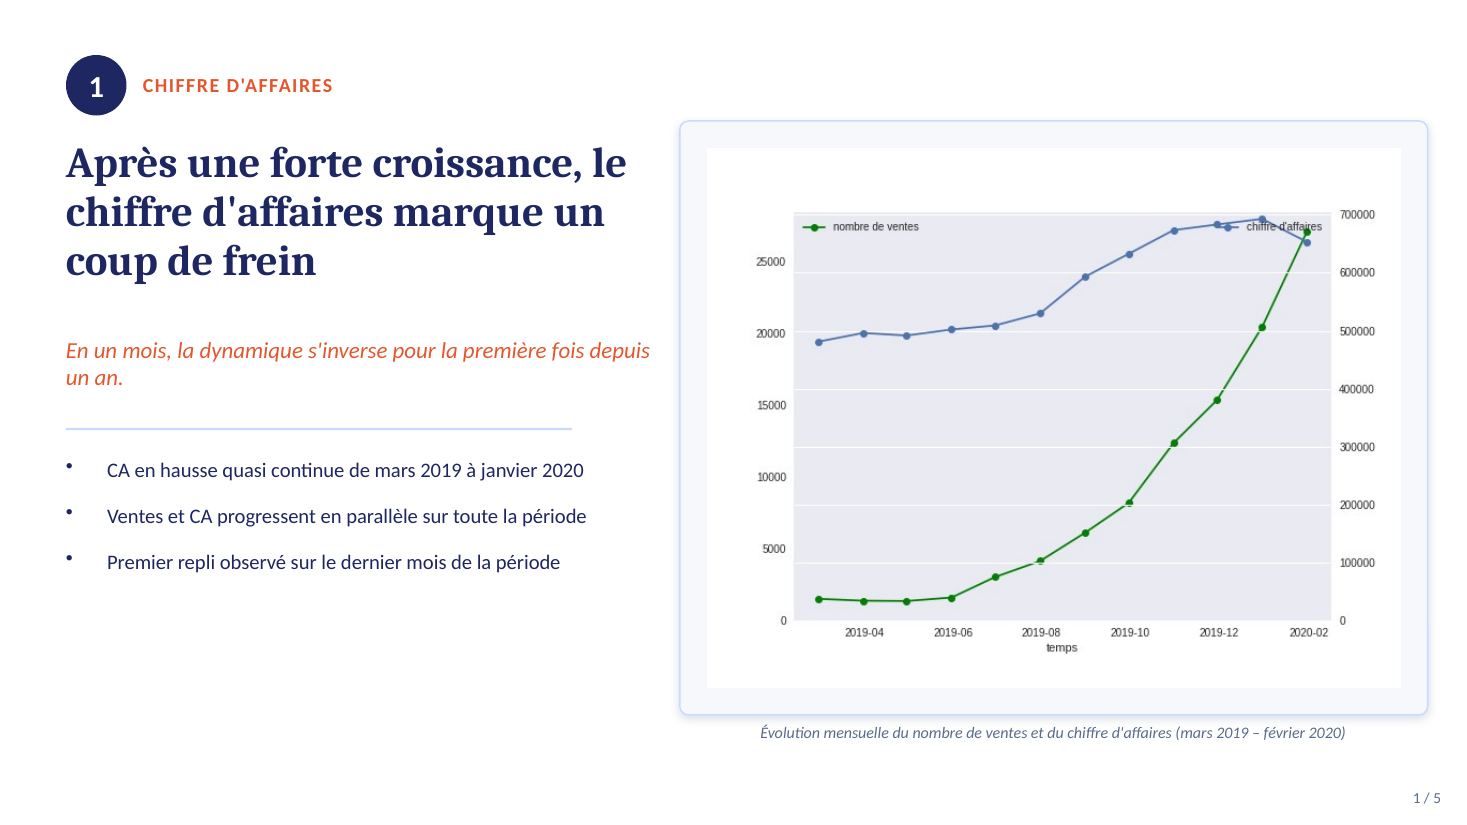 1
CHIFFRE D'AFFAIRES
Après une forte croissance, le
chiffre d'affaires marque un
coup de frein
En un mois, la dynamique s'inverse pour la première fois depuis
un an.
• CA en hausse quasi continue de mars 2019 à janvier 2020
• Ventes et CA progressent en parallèle sur toute la période
• Premier repli observé sur le dernier mois de la période
nombre de ventes
chiffre d'affaires
25000
20000
15000
10000
5000
0
700000
600000
500000
400000
300000
200000
100000
0
2019-04 2019-06 2019-08 2019-10 2019-12 2020-02
temps
Évolution mensuelle du nombre de ventes et du chiffre d'affaires (mars 2019 – février 2020)
1 / 5